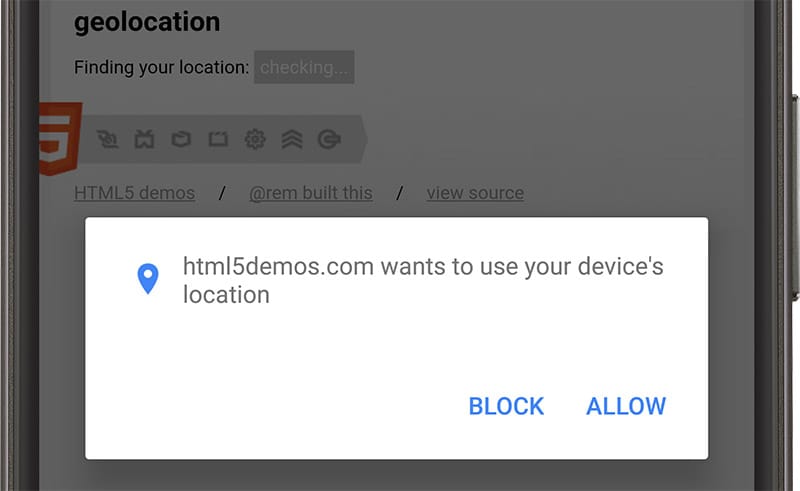 geolocation
Finding your location: checking...
HTML5 demos / @rem built this / view source
html5demos.com wants to use your device's
location
BLOCK ALLOW